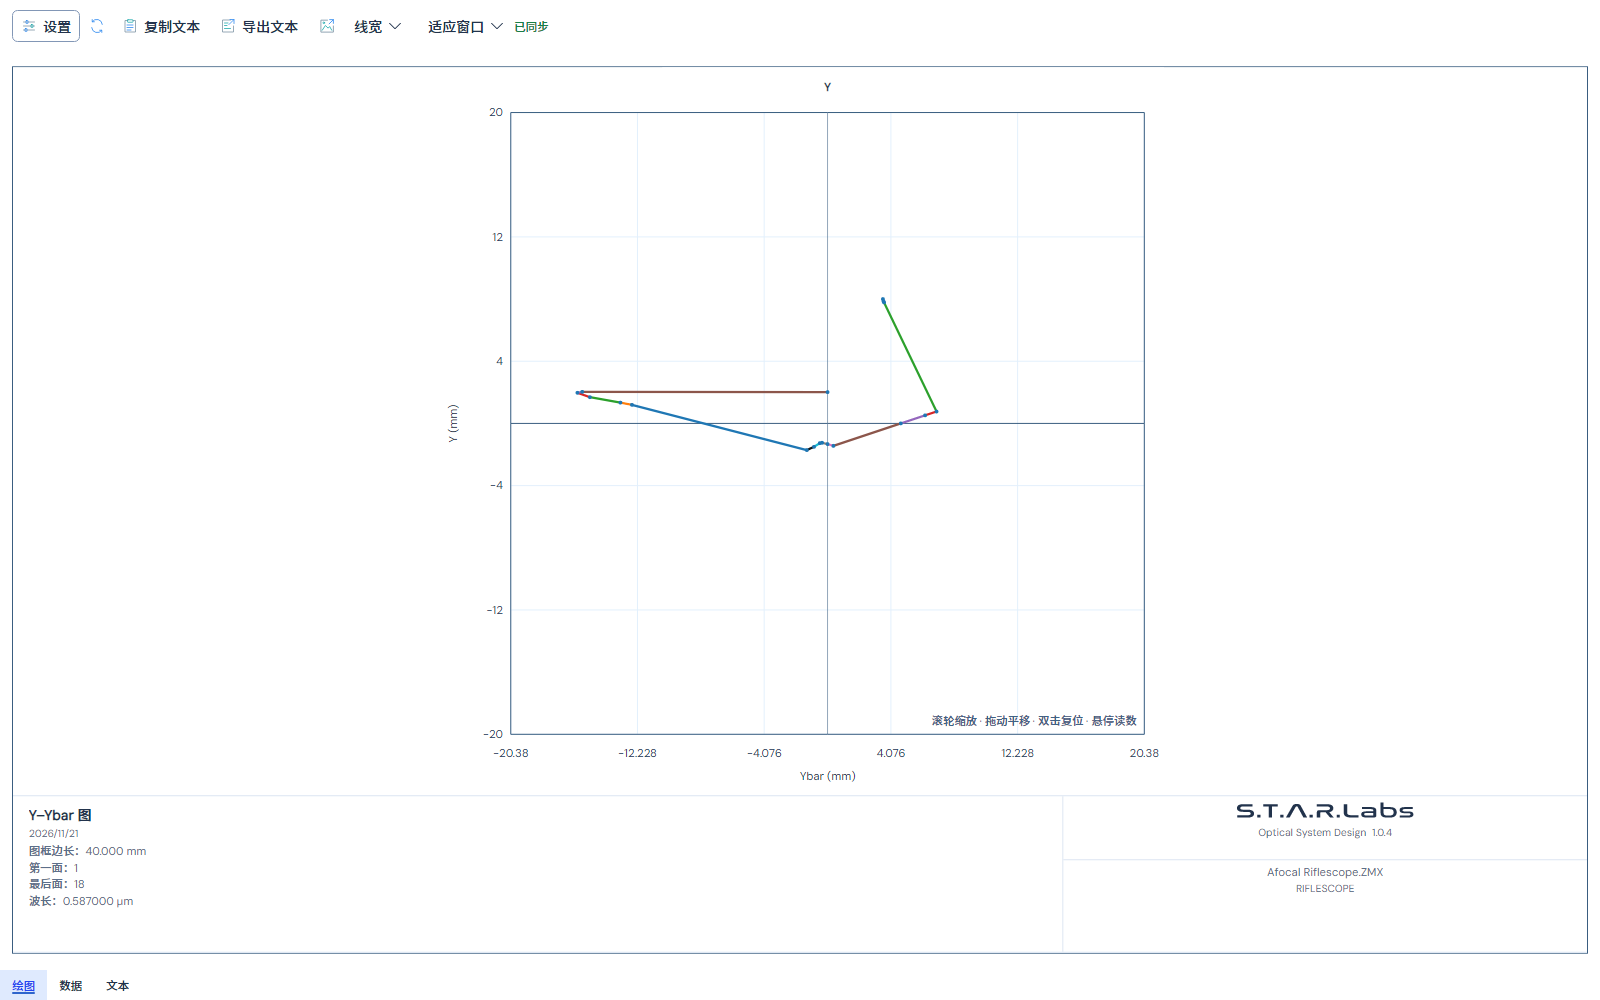 设置 复制文本 导出文本 线宽 适应窗口 已同步
Y
20
12
4
-4
-12
-20
Y (mm)
滚轮缩放 · 拖动平移 · 双击复位 · 悬停读数
-20.38 -12.228 -4.076 4.076 12.228 20.38
Ybar (mm)
Y–Ybar 图
2026/11/21
图框边长: 40.000 mm
第一面: 1
最后面: 18
波长: 0.587000 µm
S.T.A.R.Labs
Optical System Design 1.0.4
Afocal Riflescope.ZMX
RIFLESCOPE
绘图 数据 文本